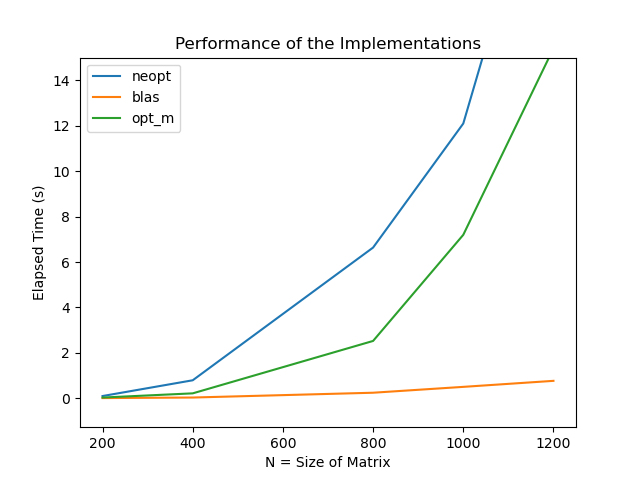 Performance of the Implementations
neopt
blas
opt_m
14
12
10
8
6
4
2
0
Elapsed Time (s)
200 400 600 800 1000 1200
N = Size of Matrix